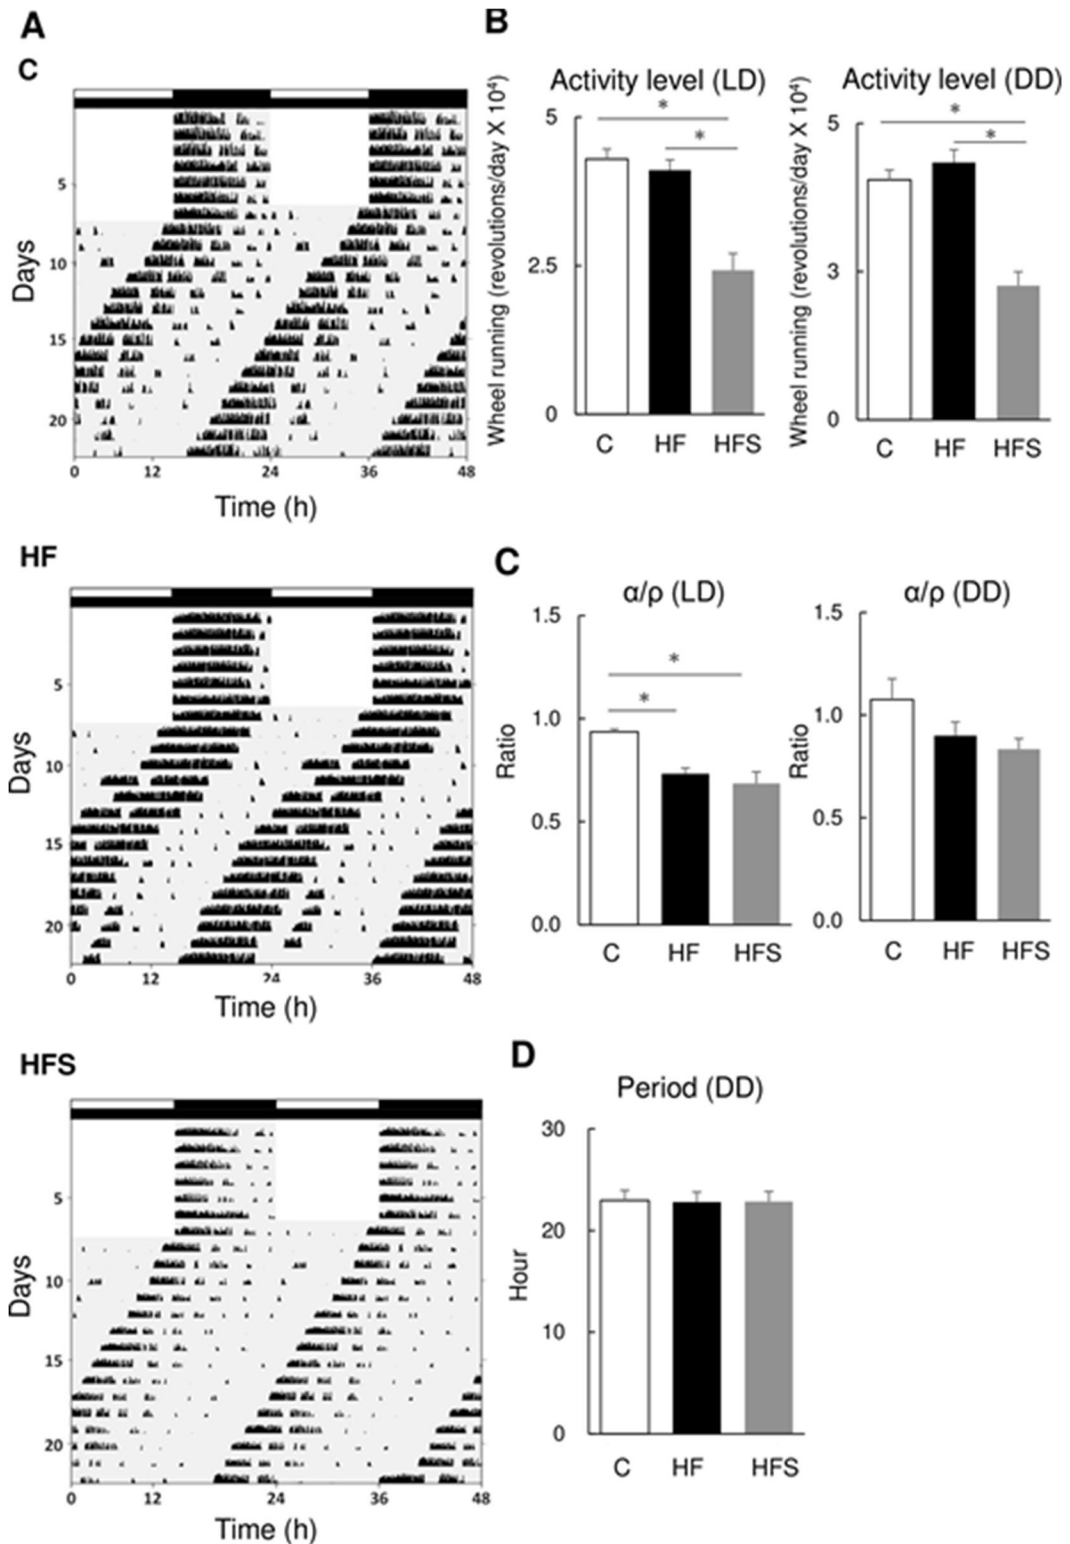 A
C
Days
5
10
15
20
0 12 24 36 48
Time (h)
HF
Days
5
10
15
20
0 12 24 36 48
Time (h)
HFS
Days
5
10
15
20
0 12 24 36 48
Time (h)
B
Activity level (LD)
Wheel running (revolutions/day X 10⁴)
5
2.5
0
*
*
C HF HFS
Activity level (DD)
Wheel running (revolutions/day X 10⁴)
5
3
0
*
*
C HF HFS
C
α/ρ (LD)
Ratio
1.5
1.0
0.5
0.0
*
*
C HF HFS
α/ρ (DD)
Ratio
1.5
1.0
0.5
0.0
C HF HFS
D
Period (DD)
Hour
30
20
10
0
C HF HFS